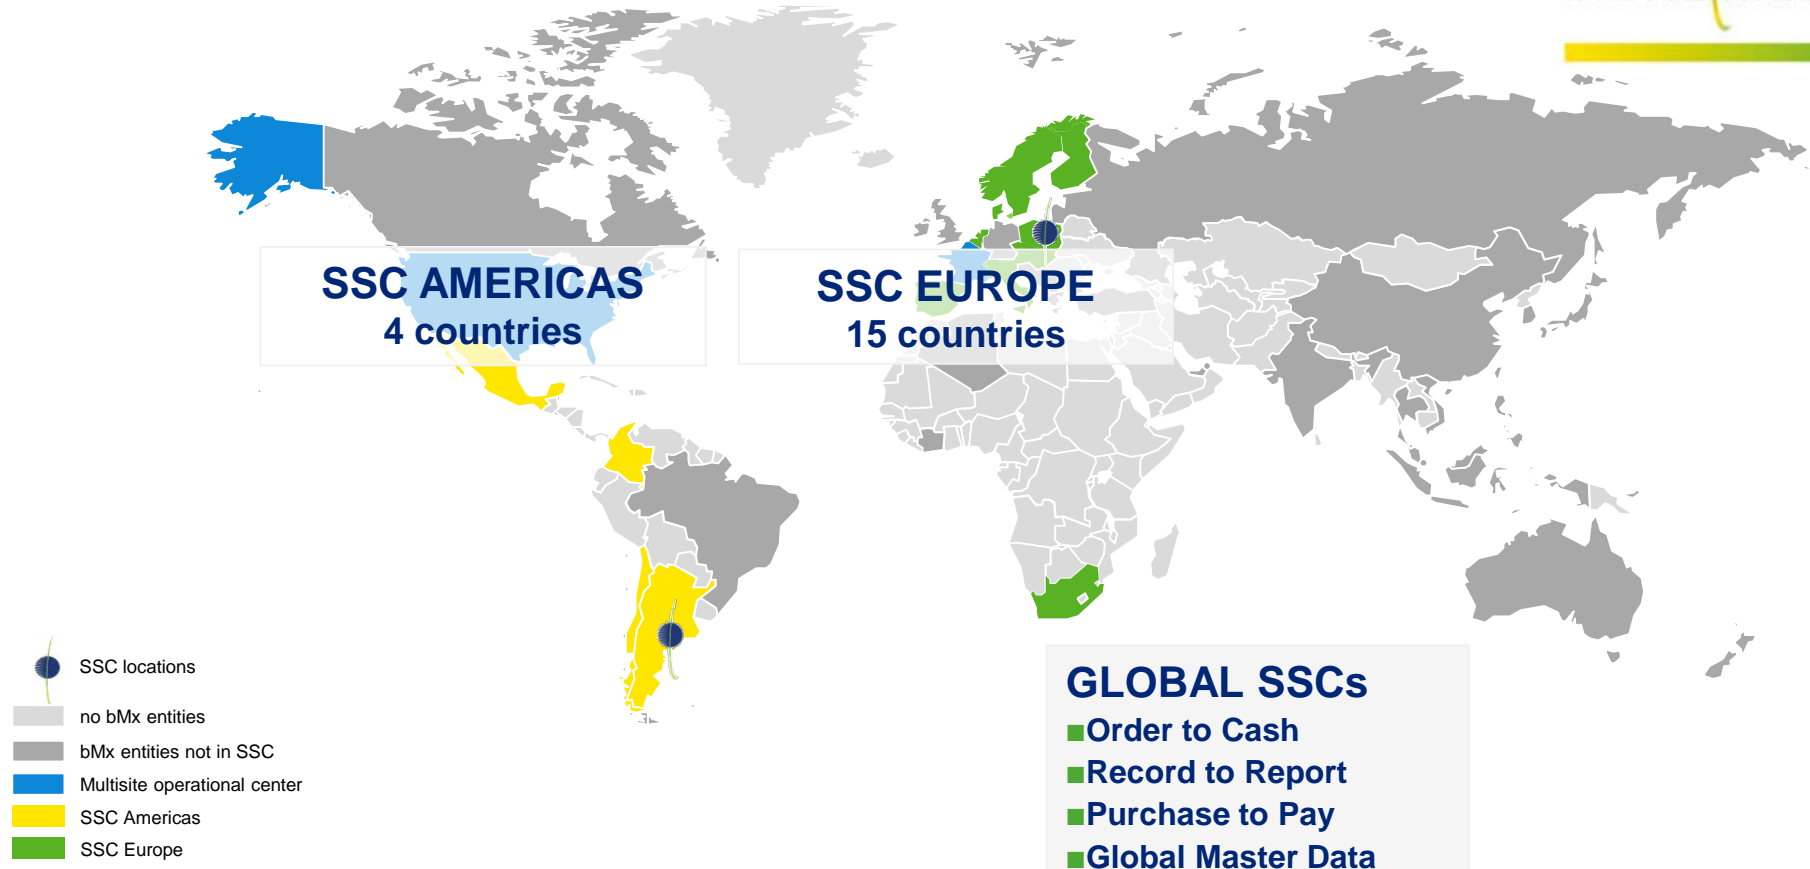 SSC AMERICAS
4 countries
SSC EUROPE
15 countries
SSC locations
no bMx entities
bMx entities not in SSC
Multisite operational center
SSC Americas
SSC Europe
GLOBAL SSCs
■Order to Cash
■Record to Report
■Purchase to Pay
■Global Master Data